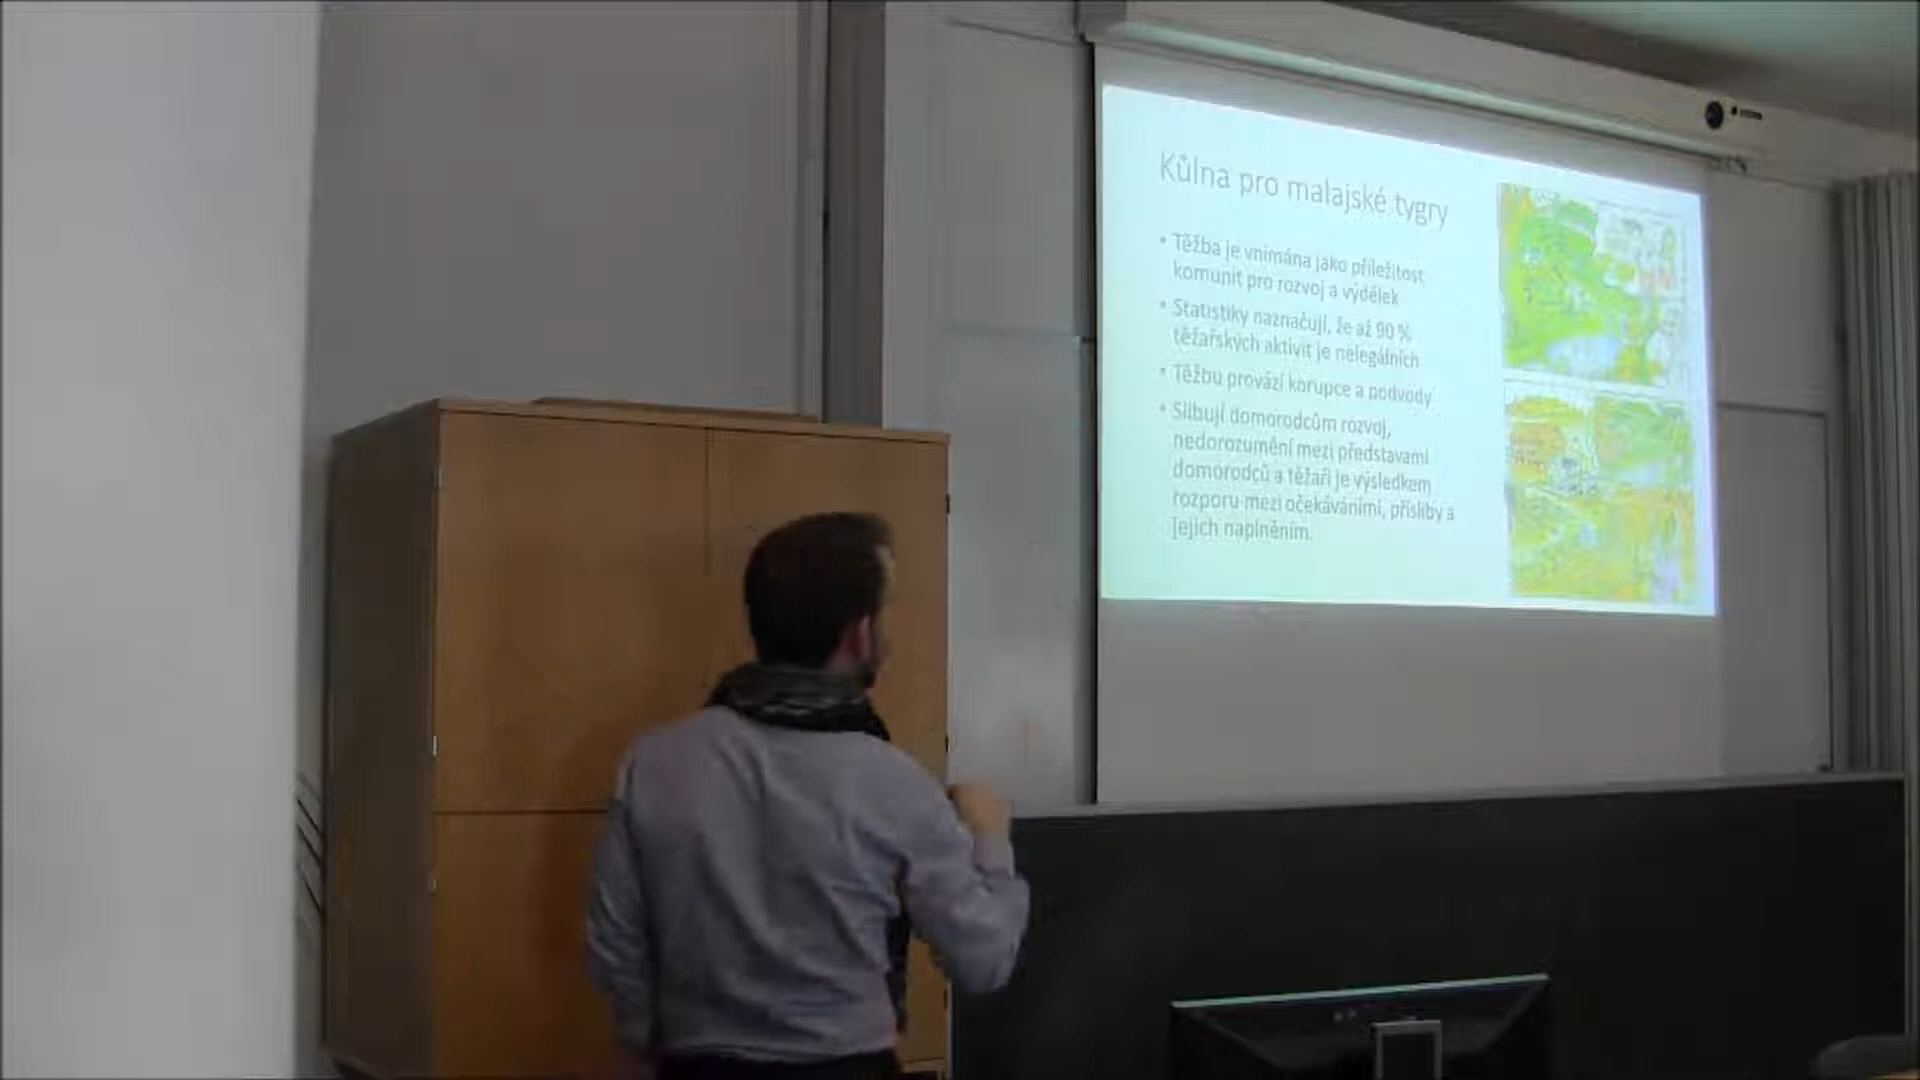 Kůlna pro malajské tygry
• Těžba je vnímána jako příležitost
komunit pro rozvoj a výdělek
• Statistiky naznačují, že až 90 %
těžařských aktivit je nelegálních
• Těžbu provází korupce a podvody
• Slibují domorodcům rozvoj,
nedorozumění mezi představami
domorodců a těžaři je výsledkem
rozporu mezi očekáváními, přísliby a
jejich naplněním.